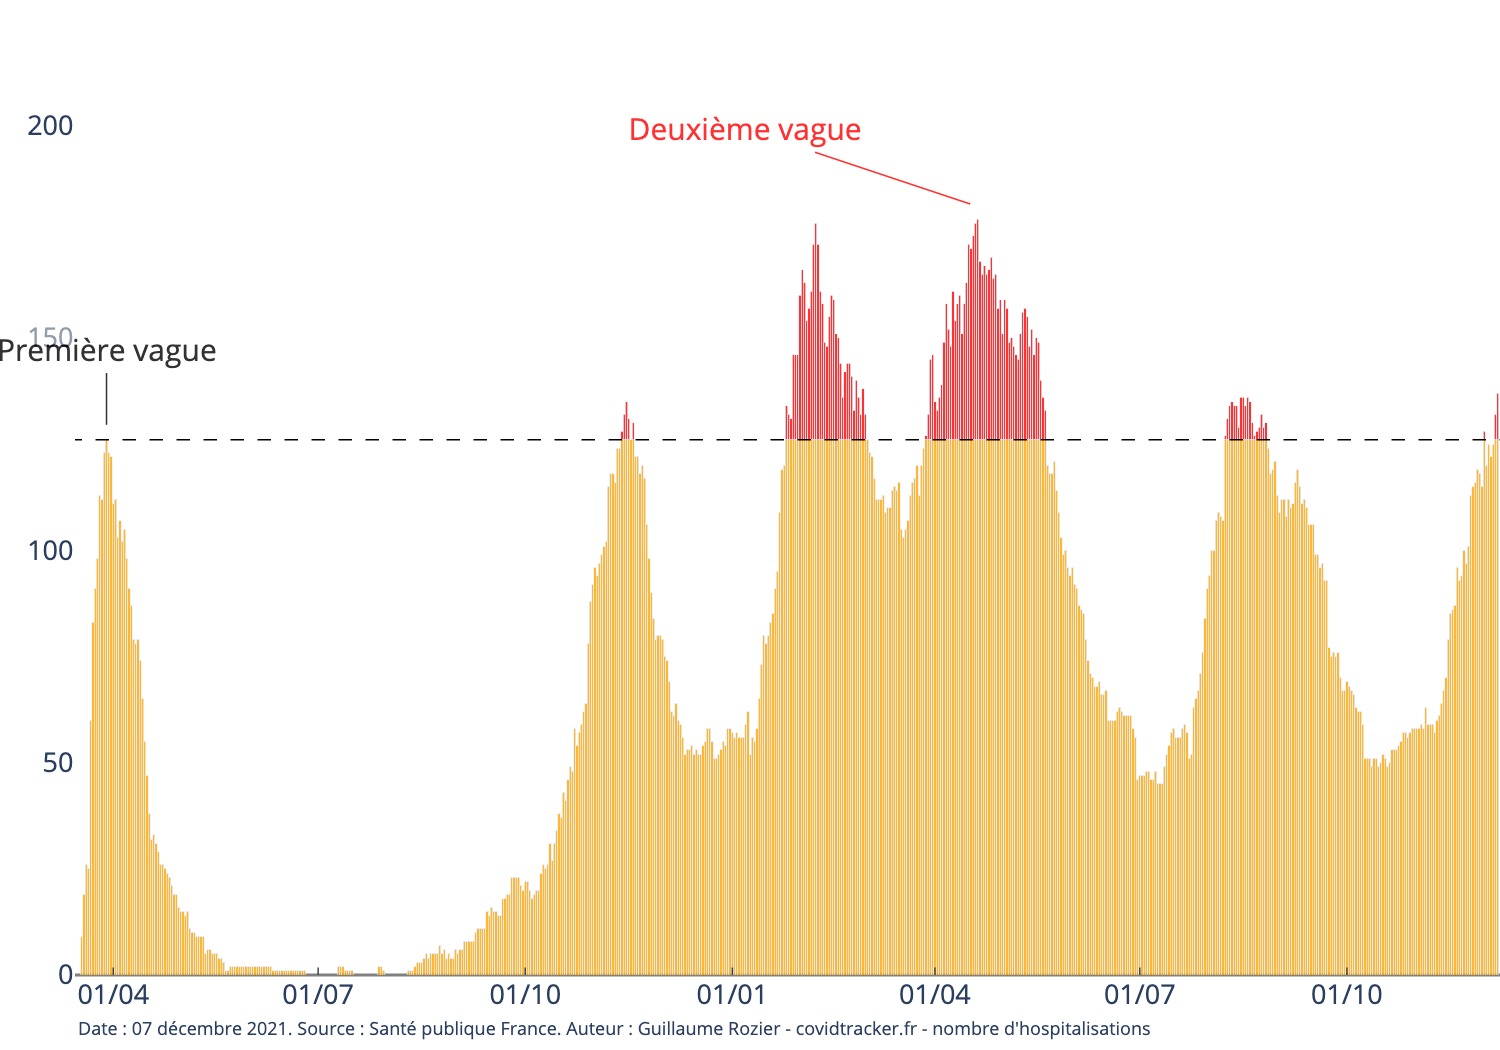 200
Deuxième vague
150
Première vague
100
50
0
01/04 01/07 01/10 01/01 01/04 01/07 01/10
Date : 07 décembre 2021. Source : Santé publique France. Auteur : Guillaume Rozier - covidtracker.fr - nombre d'hospitalisations